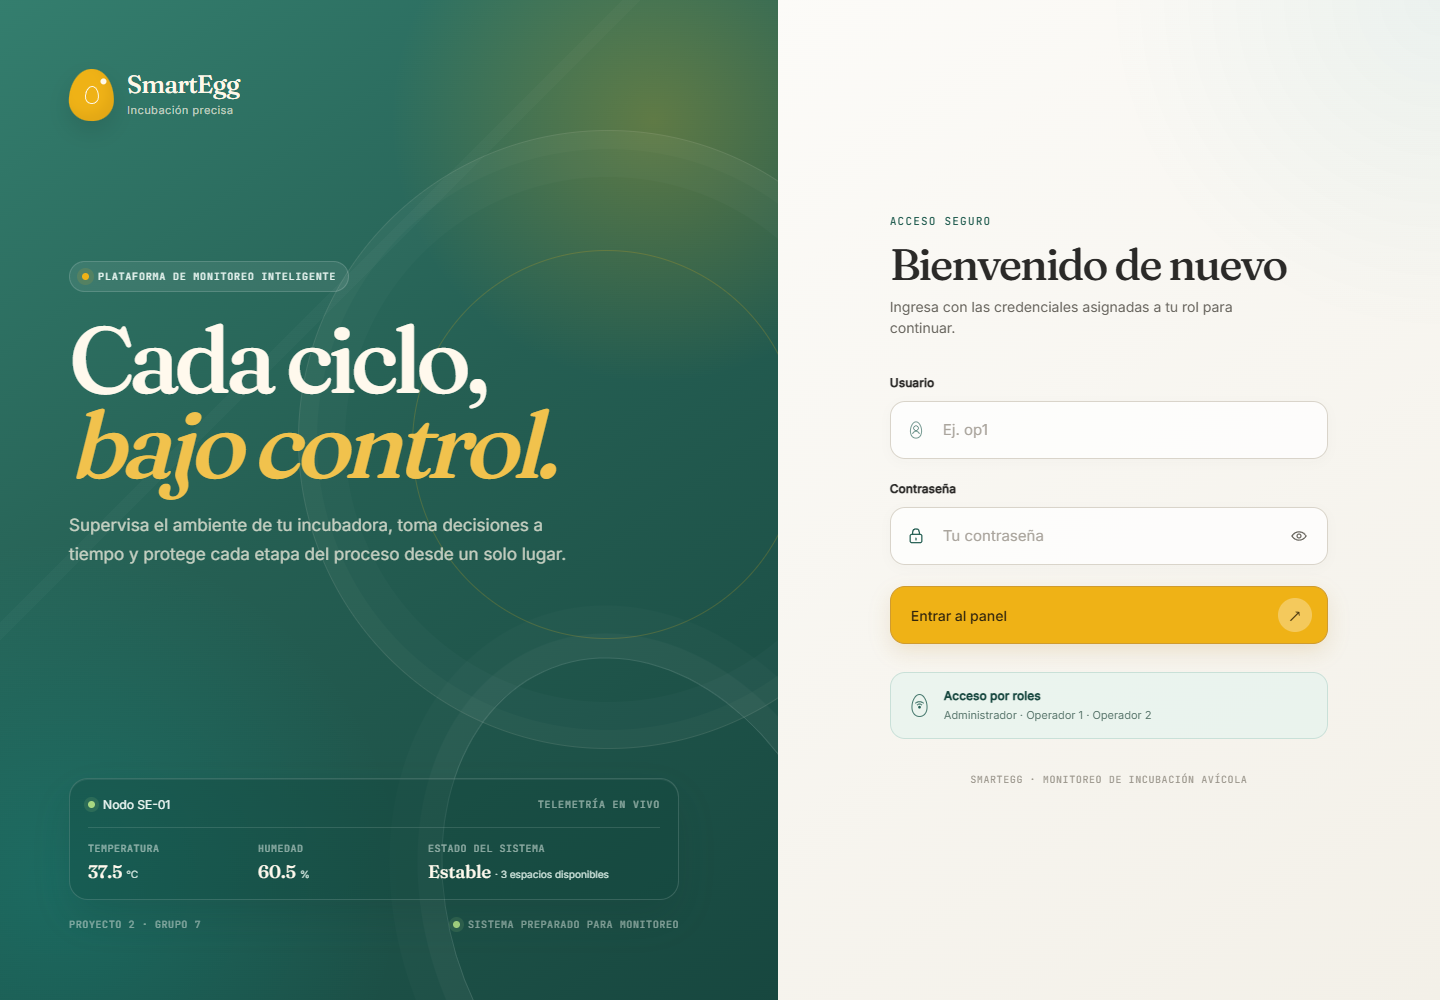 SmartEgg
Incubación precisa
PLATAFORMA DE MONITOREO INTELIGENTE
Cada ciclo,
bajo control.
Supervisa el ambiente de tu incubadora, toma decisiones a
tiempo y protege cada etapa del proceso desde un solo lugar.
Nodo SE-01
TELEMETRÍA EN VIVO
TEMPERATURA
37.5 °C
HUMEDAD
60.5 %
ESTADO DEL SISTEMA
Estable · 3 espacios disponibles
PROYECTO 2 · GRUPO 7
SISTEMA PREPARADO PARA MONITOREO
ACCESO SEGURO
Bienvenido de nuevo
Ingresa con las credenciales asignadas a tu rol para
continuar.
Usuario
Ej. op1
Contraseña
Tu contraseña
Entrar al panel ↗
Acceso por roles
Administrador · Operador 1 · Operador 2
SMARTEGG · MONITOREO DE INCUBACIÓN AVÍCOLA